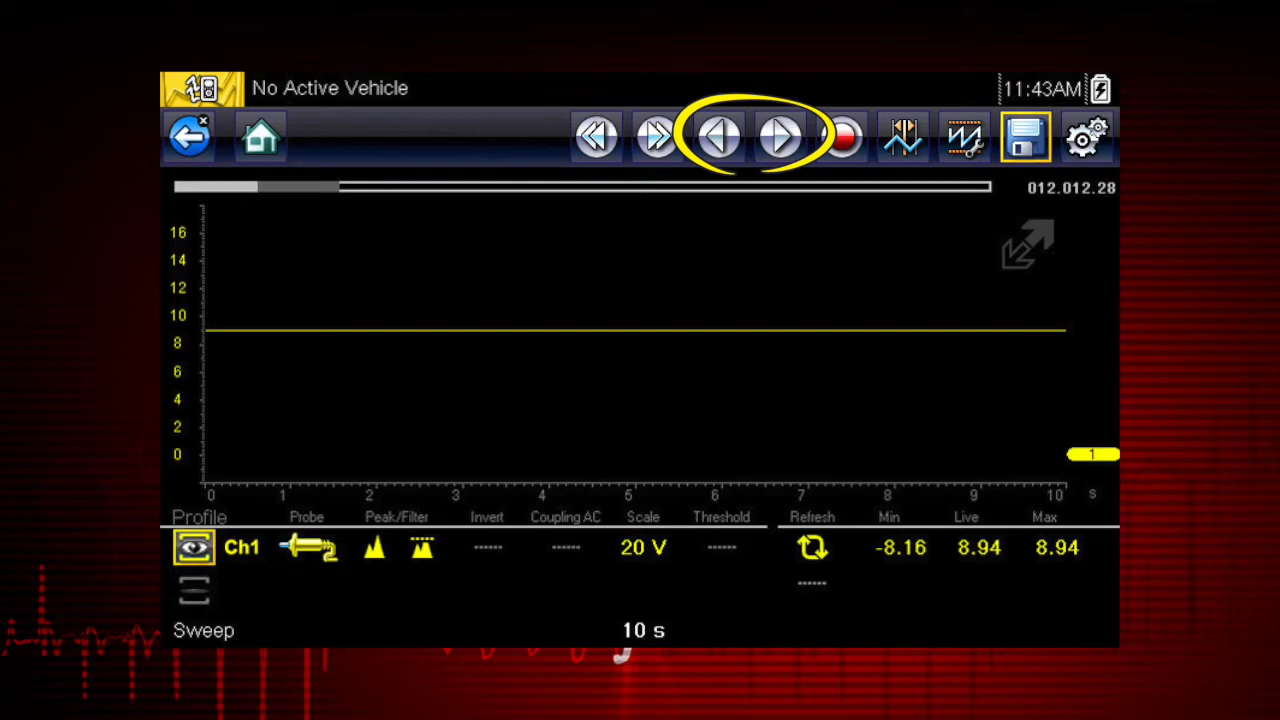 No Active Vehicle 11:43AM
012.012.28
16
14
12
10
8
6
4
2
0
1
0 1 2 3 4 5 6 7 8 9 10 s
Profile Probe Peak/Filter Invert Coupling AC Scale Threshold Refresh Min Live Max
Ch1 ------ ------ 20 V ------ -8.16 8.94 8.94
------
Sweep 10 s